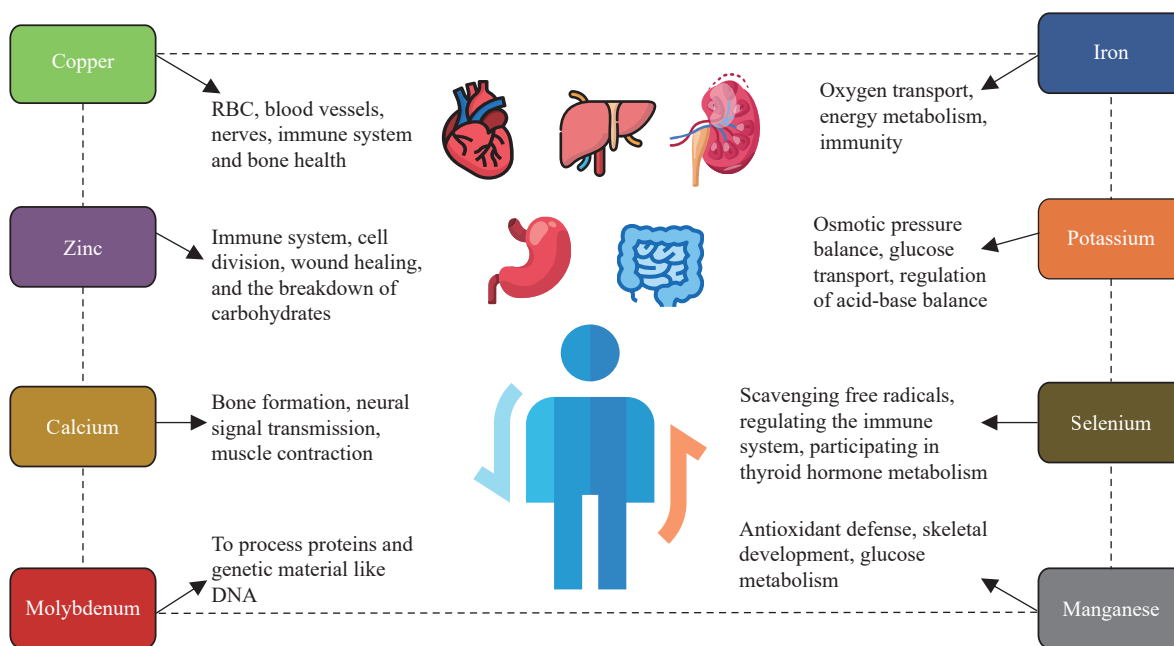 Copper
RBC, blood vessels,
nerves, immune system
and bone health
Zinc
Immune system, cell
division, wound healing,
and the breakdown of
carbohydrates
Calcium
Bone formation, neural
signal transmission,
muscle contraction
Molybdenum
To process proteins and
genetic material like
DNA
Iron
Oxygen transport,
energy metabolism,
immunity
Potassium
Osmotic pressure
balance, glucose
transport, regulation
of acid-base balance
Selenium
Scavenging free radicals,
regulating the immune
system, participating in
thyroid hormone metabolism
Manganese
Antioxidant defense, skeletal
development, glucose
metabolism